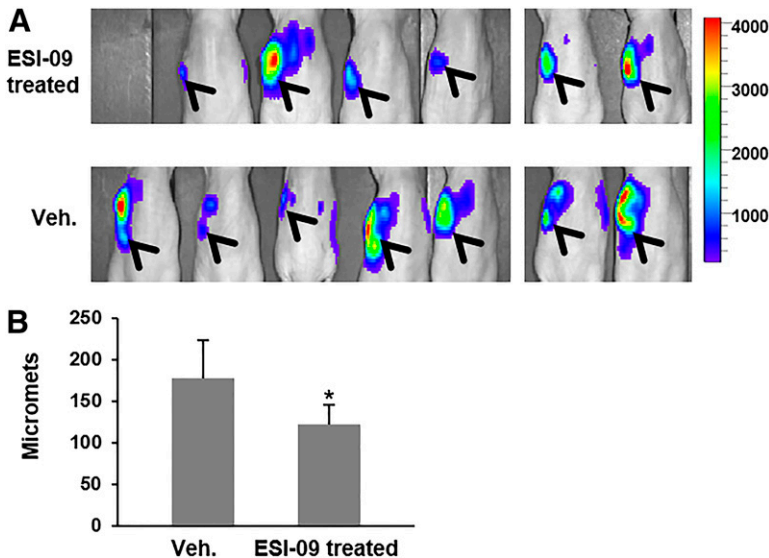 A
ESI-09
treated
4000
3000
2000
1000
Veh.
B
Micromets
250
200
150
100
50
0
*
Veh.
ESI-09 treated